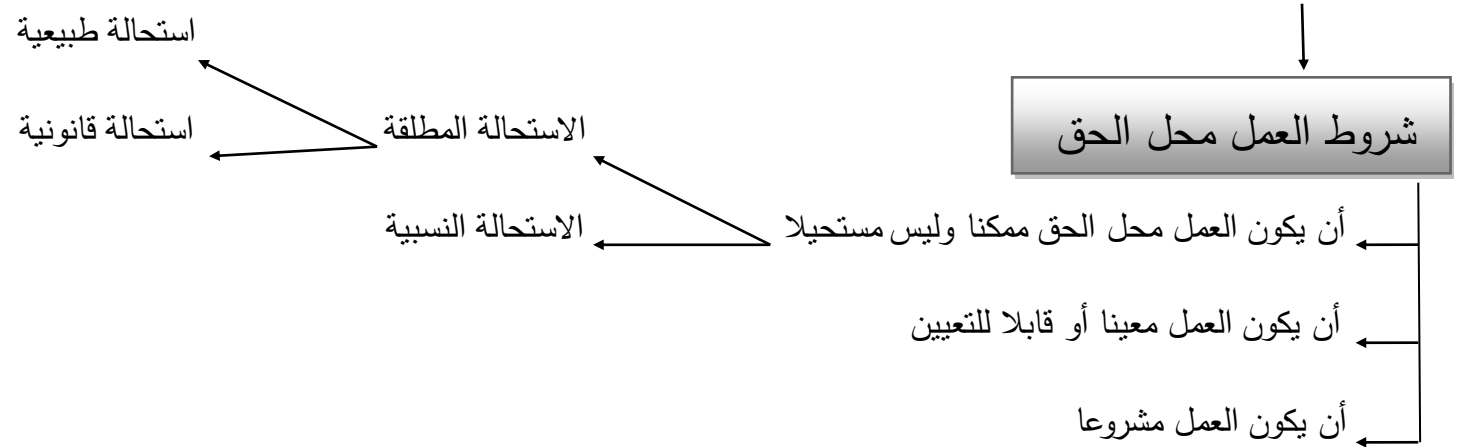 شروط العمل محل الحق
أن يكون العمل محل الحق ممكنا وليس مستحيلا
الاستحالة المطلقة
استحالة طبيعية
استحالة قانونية
الاستحالة النسبية
أن يكون العمل معينا أو قابلا للتعيين
أن يكون العمل مشروعا